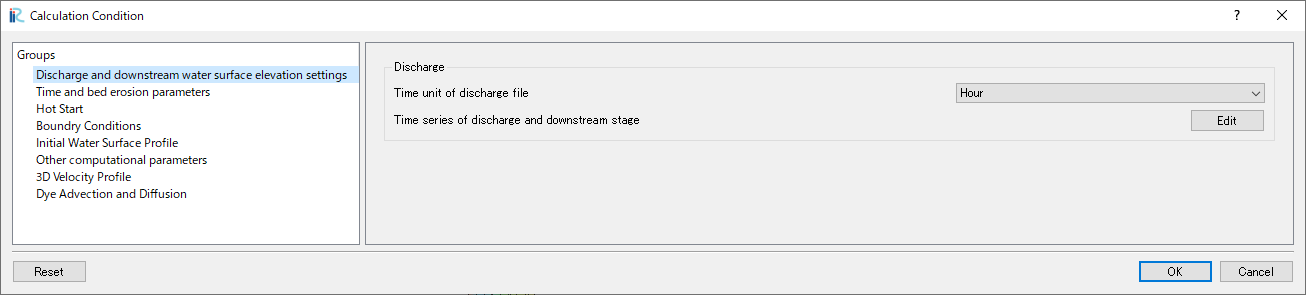 Calculation Condition
?
Groups
Discharge and downstream water surface elevation settings
Time and bed erosion parameters
Hot Start
Boundry Conditions
Initial Water Surface Profile
Other computational parameters
3D Velocity Profile
Dye Advection and Diffusion
Discharge
Time unit of discharge file
Hour
Time series of discharge and downstream stage
Edit
Reset
OK
Cancel